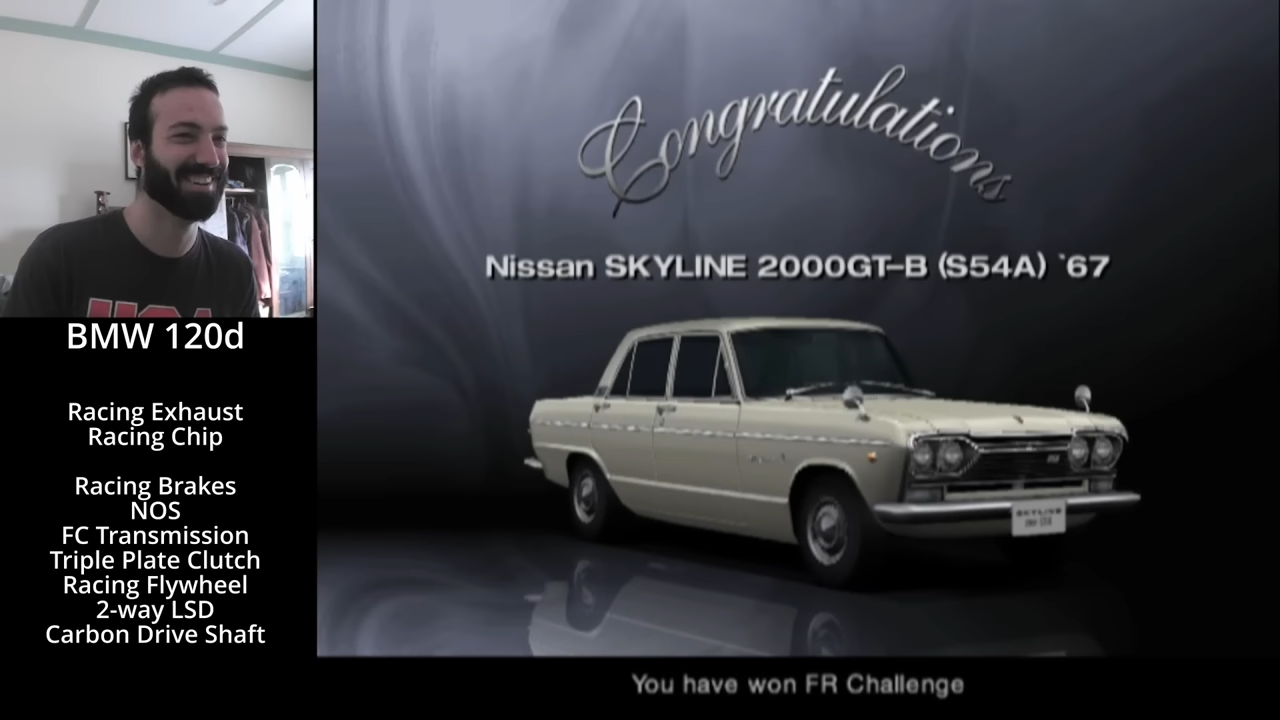 BMW 120d
Racing Exhaust
Racing Chip
Racing Brakes
NOS
FC Transmission
Triple Plate Clutch
Racing Flywheel
2-way LSD
Carbon Drive Shaft
Congratulations
Nissan SKYLINE 2000GT-B (S54A) `67
SKYLINE
You have won FR Challenge